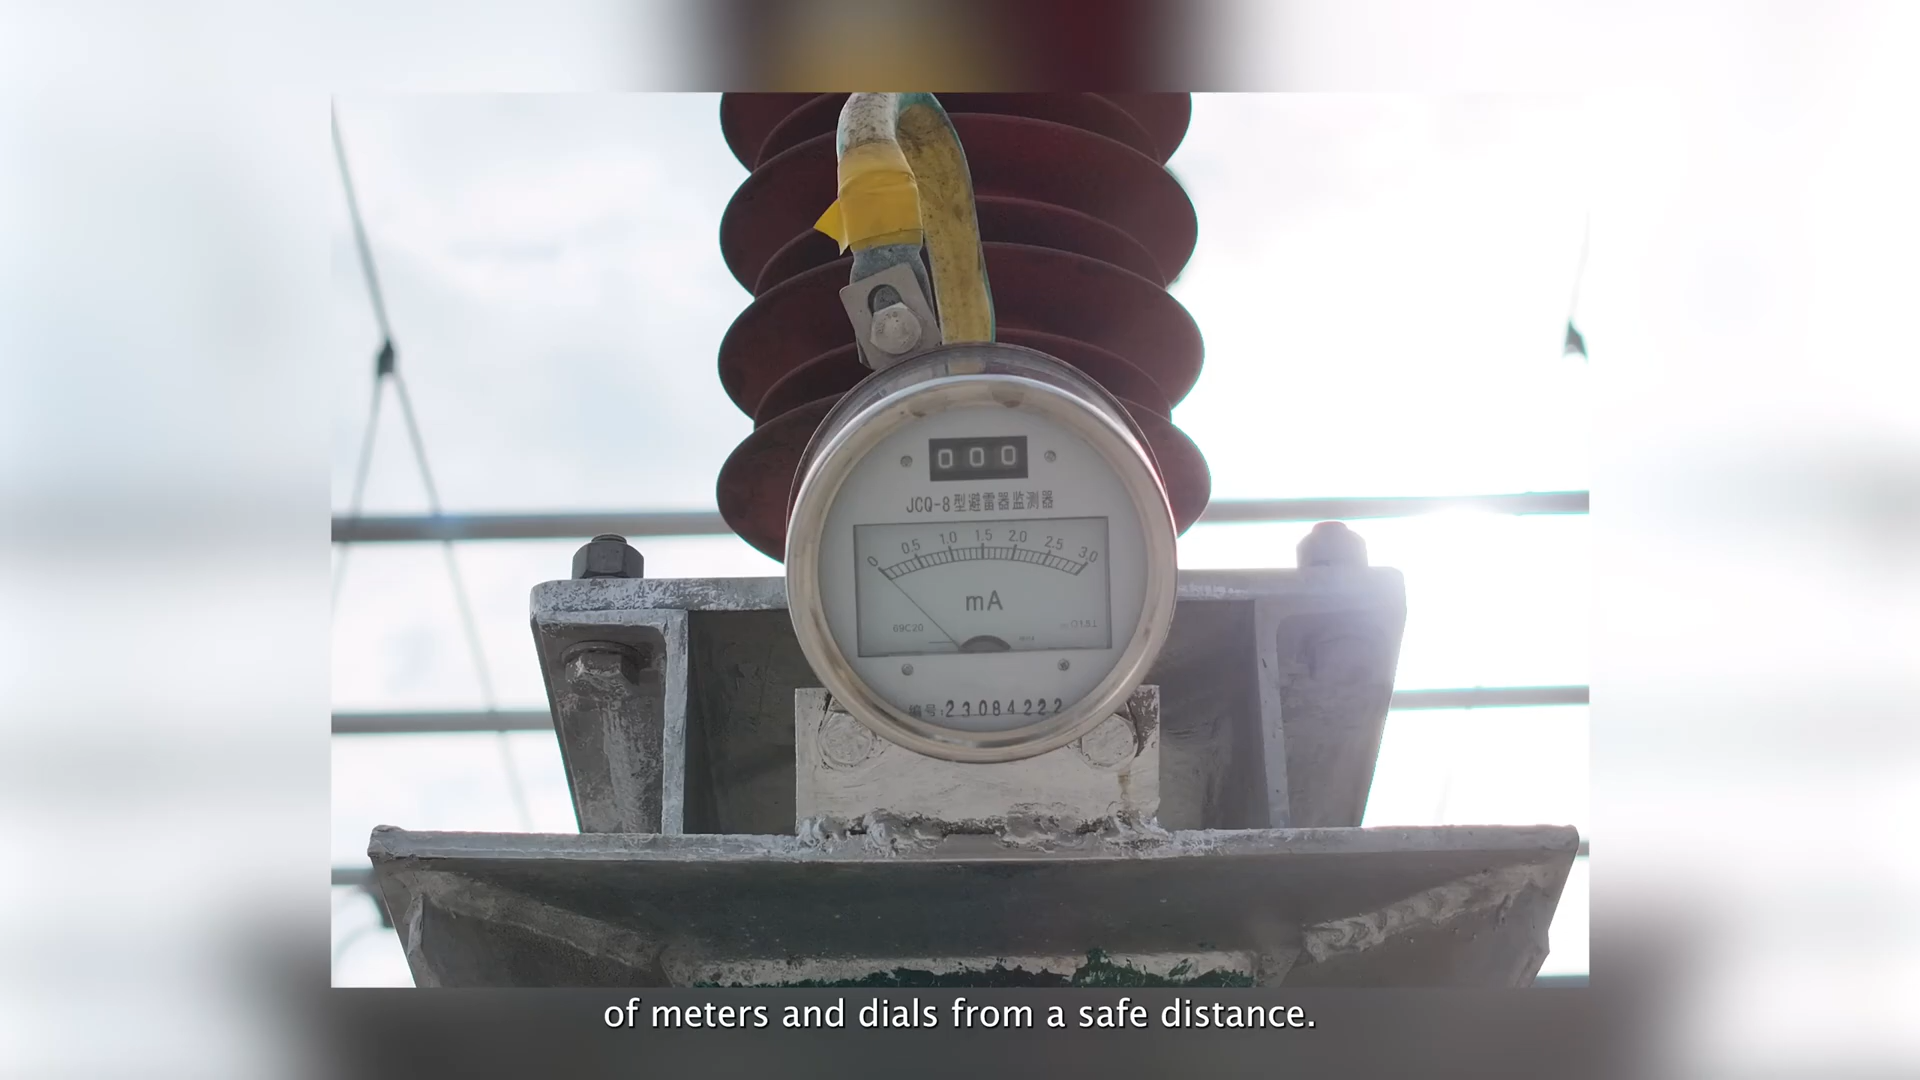 000
JCQ-8型避雷器监测器
0 0.5 1.0 1.5 2.0 2.5 3.0
mA
69C20
编号:23084222
of meters and dials from a safe distance.